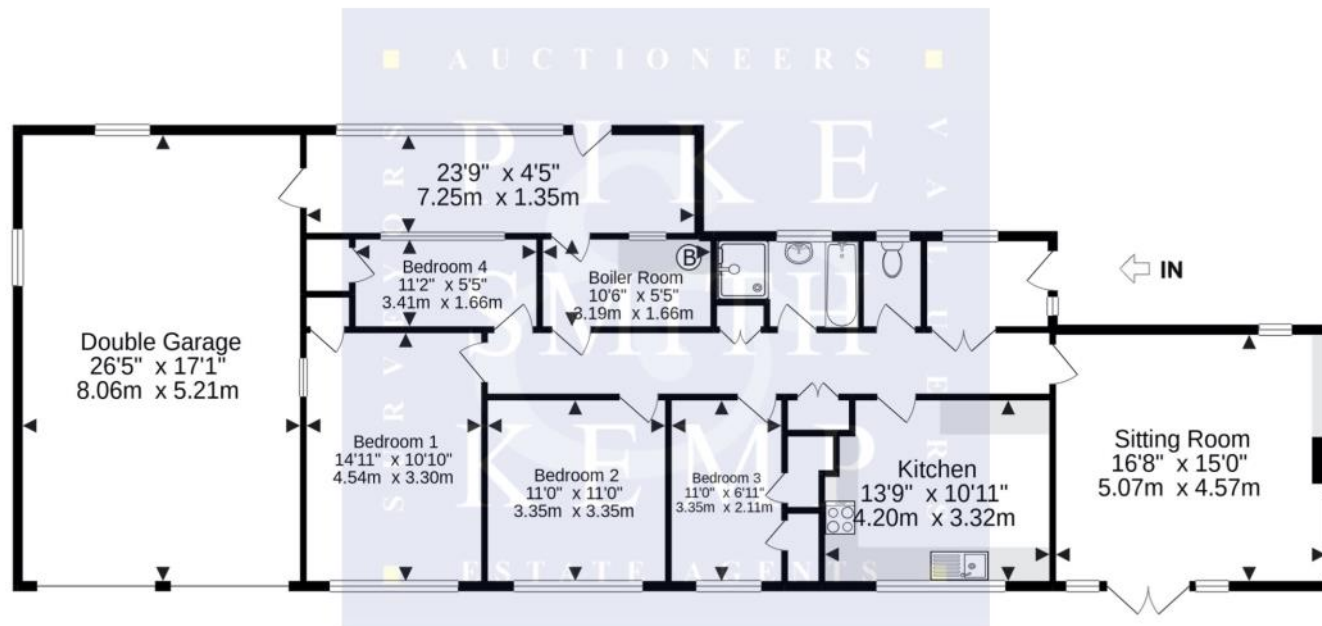 AUCTIONEERS
PIKE
SMITH
KEMP
SURVEYORS
VALUERS
ESTATE AGENTS
23'9" x 4'5"
7.25m x 1.35m
Bedroom 4
11'2" x 5'5"
3.41m x 1.66m
Boiler Room
10'6" x 5'5"
3.19m x 1.66m
B
IN
Double Garage
26'5" x 17'1"
8.06m x 5.21m
Bedroom 1
14'11" x 10'10"
4.54m x 3.30m
Bedroom 2
11'0" x 11'0"
3.35m x 3.35m
Bedroom 3
11'0" x 6'11"
3.35m x 2.11m
Kitchen
13'9" x 10'11"
4.20m x 3.32m
Sitting Room
16'8" x 15'0"
5.07m x 4.57m